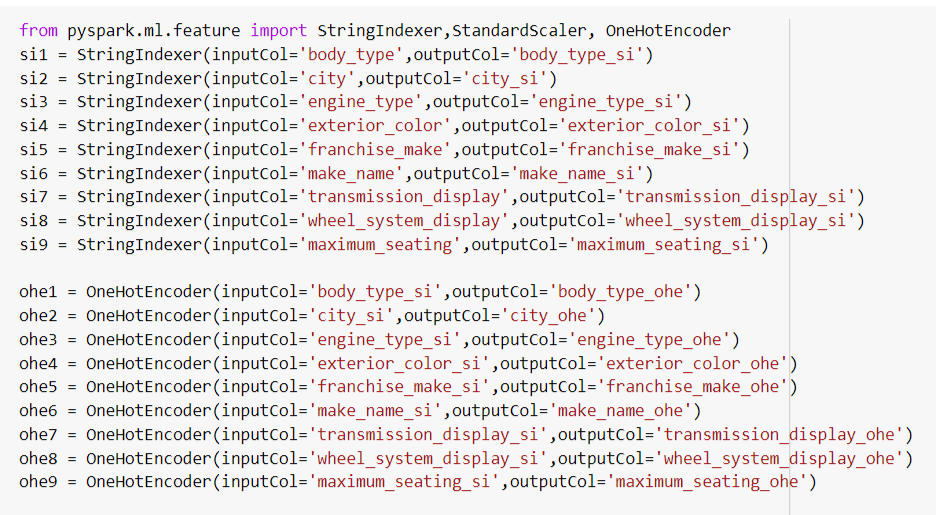 from pyspark.ml.feature import StringIndexer,StandardScaler, OneHotEncoder
si1 = StringIndexer(inputCol='body_type',outputCol='body_type_si')
si2 = StringIndexer(inputCol='city',outputCol='city_si')
si3 = StringIndexer(inputCol='engine_type',outputCol='engine_type_si')
si4 = StringIndexer(inputCol='exterior_color',outputCol='exterior_color_si')
si5 = StringIndexer(inputCol='franchise_make',outputCol='franchise_make_si')
si6 = StringIndexer(inputCol='make_name',outputCol='make_name_si')
si7 = StringIndexer(inputCol='transmission_display',outputCol='transmission_display_si')
si8 = StringIndexer(inputCol='wheel_system_display',outputCol='wheel_system_display_si')
si9 = StringIndexer(inputCol='maximum_seating',outputCol='maximum_seating_si')

ohe1 = OneHotEncoder(inputCol='body_type_si',outputCol='body_type_ohe')
ohe2 = OneHotEncoder(inputCol='city_si',outputCol='city_ohe')
ohe3 = OneHotEncoder(inputCol='engine_type_si',outputCol='engine_type_ohe')
ohe4 = OneHotEncoder(inputCol='exterior_color_si',outputCol='exterior_color_ohe')
ohe5 = OneHotEncoder(inputCol='franchise_make_si',outputCol='franchise_make_ohe')
ohe6 = OneHotEncoder(inputCol='make_name_si',outputCol='make_name_ohe')
ohe7 = OneHotEncoder(inputCol='transmission_display_si',outputCol='transmission_display_ohe')
ohe8 = OneHotEncoder(inputCol='wheel_system_display_si',outputCol='wheel_system_display_ohe')
ohe9 = OneHotEncoder(inputCol='maximum_seating_si',outputCol='maximum_seating_ohe')